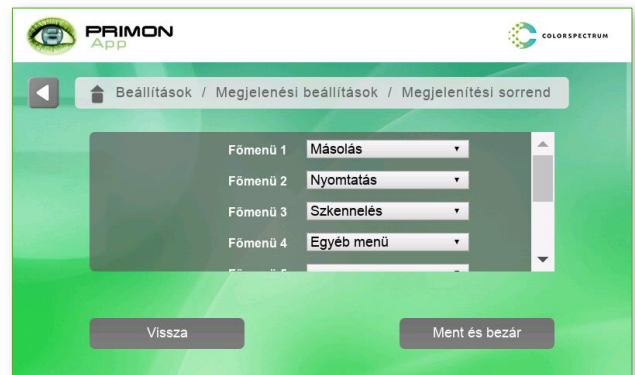 PRIMON
App
COLORSPECTRUM
Beállítások / Megjelenési beállítások / Megjelenítési sorrend
Főmenü 1 Másolás
Főmenü 2 Nyomtatás
Főmenü 3 Szkennelés
Főmenü 4 Egyéb menü
Vissza
Ment és bezár